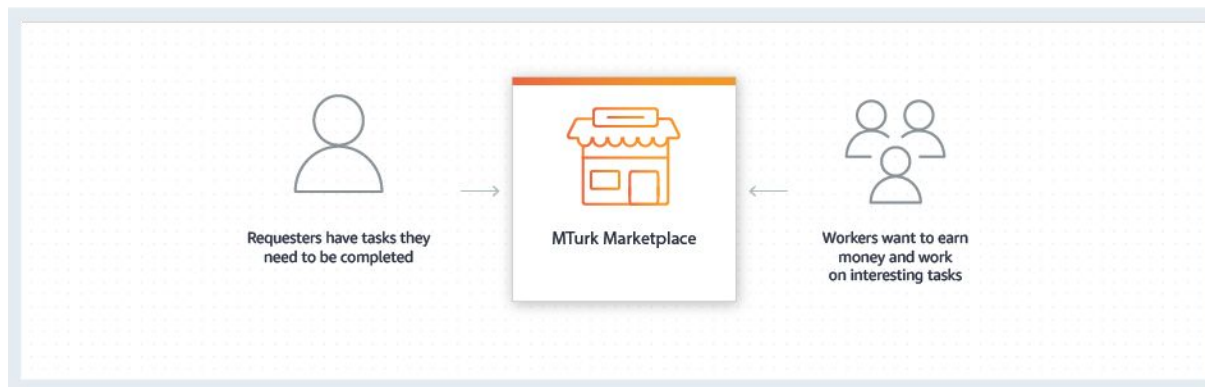 Requesters have tasks they
need to be completed
MTurk Marketplace
Workers want to earn
money and work
on interesting tasks